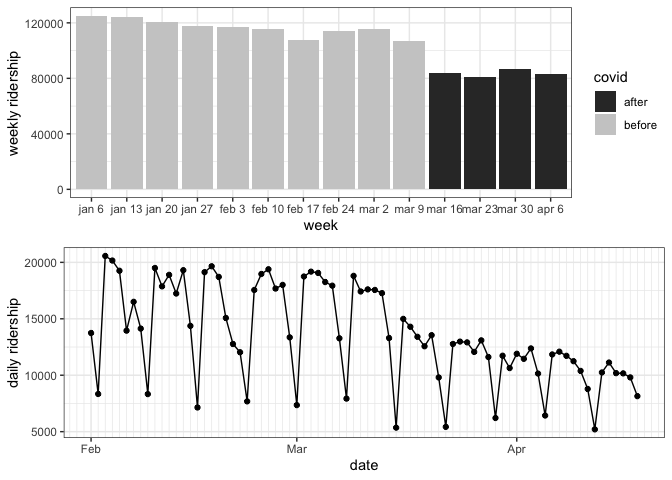 120000
80000
40000
0
weekly ridership
jan 6 jan 13 jan 20 jan 27 feb 3 feb 10 feb 17 feb 24 mar 2 mar 9 mar 16 mar 23 mar 30 apr 6
week
covid
after
before
20000
15000
10000
5000
daily ridership
Feb Mar Apr
date